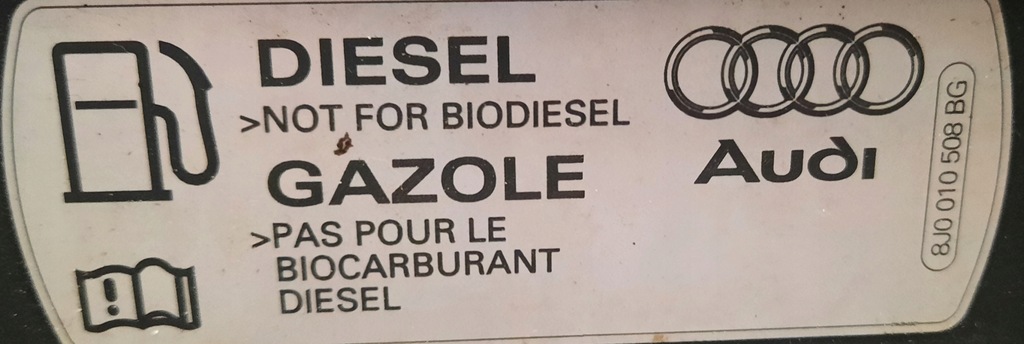 DIESEL
>NOT FOR BIODIESEL
GAZOLE
>PAS POUR LE
BIOCARBURANT
DIESEL
Audi
8J0 010 508 BG